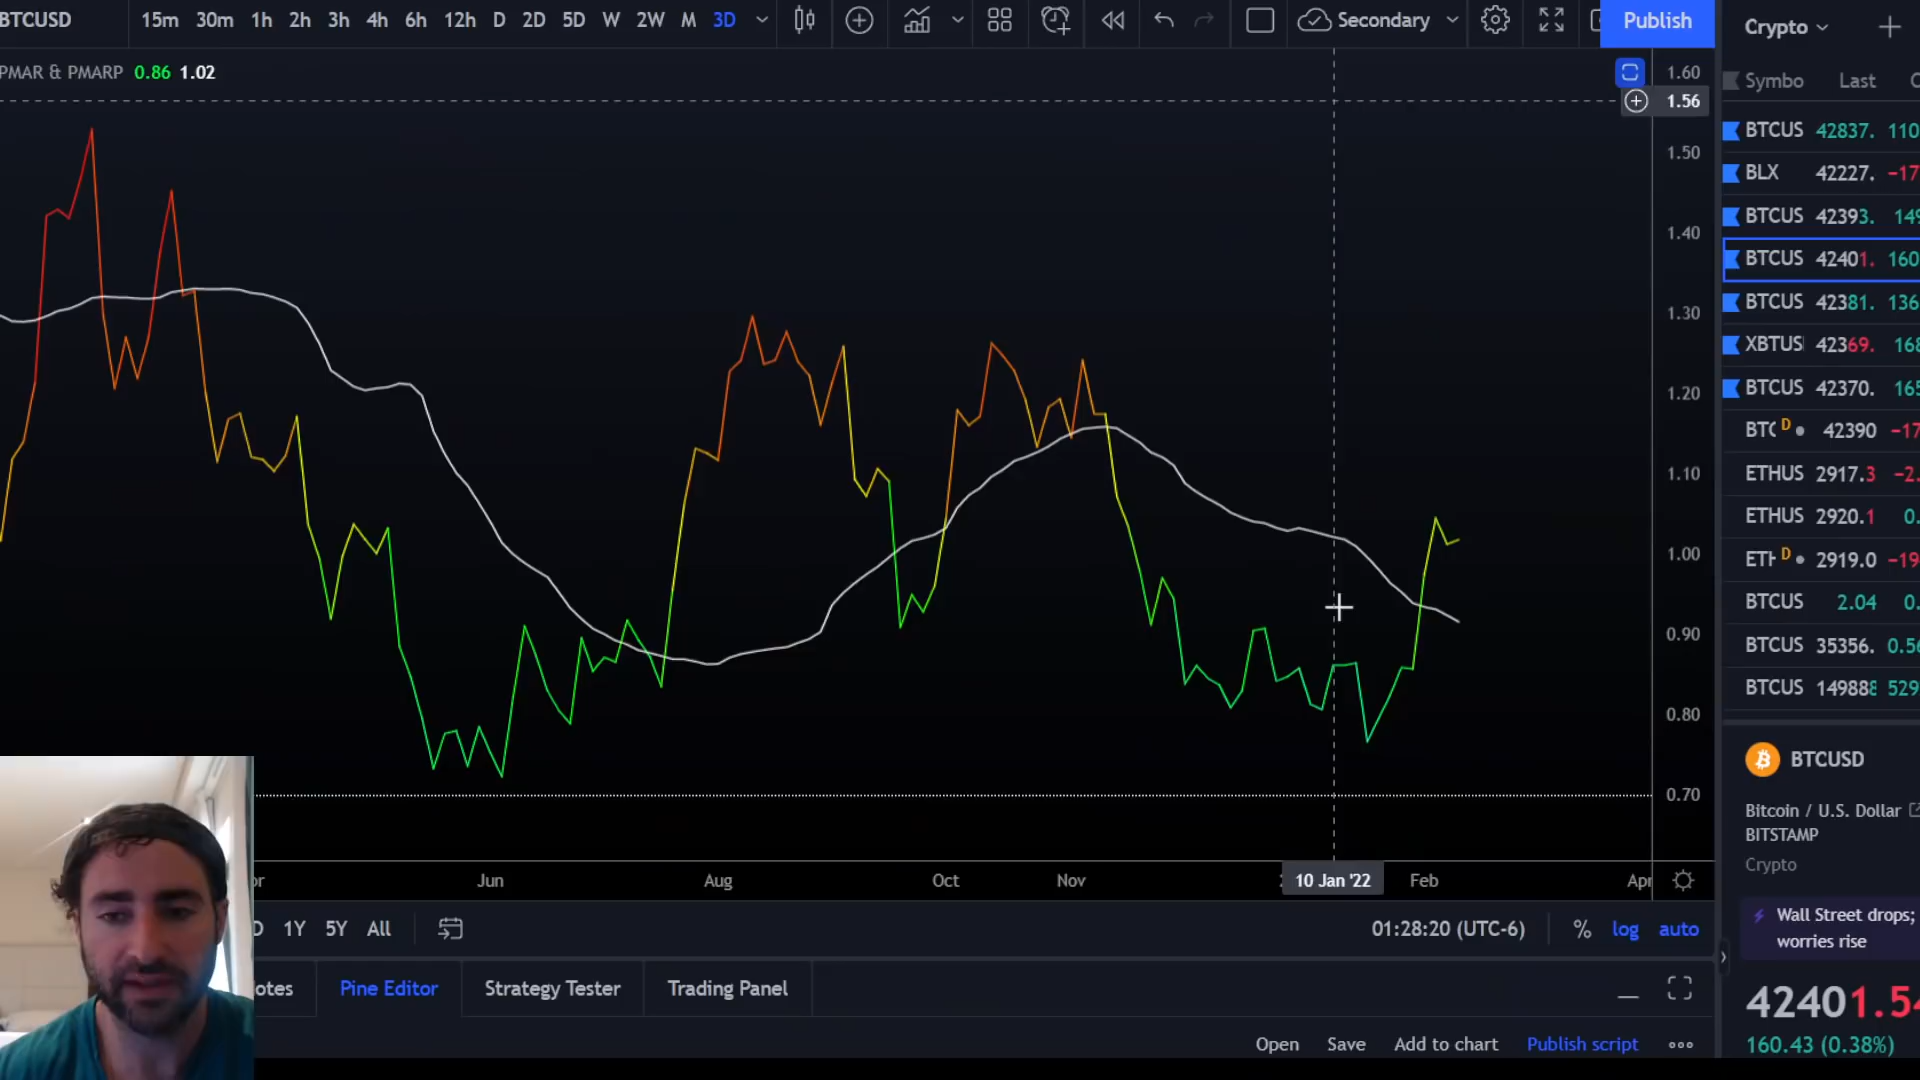 BTCUSD 15m 30m 1h 2h 3h 4h 6h 12h D 2D 5D W 2W M 3D Secondary Publish
PMAR & PMARP 0.86 1.02
1.60
1.56
1.50
1.40
1.30
1.20
1.10
1.00
0.90
0.80
0.70
Jun Aug Oct Nov 10 Jan '22 Feb Apr
1Y 5Y All 01:28:20 (UTC-6) % log auto
otes Pine Editor Strategy Tester Trading Panel
Open Save Add to chart Publish script
Crypto
Symbo Last
BTCUS 42837. 110
BLX 42227. −17
BTCUS 42393. 149
BTCUS 42401. 160
BTCUS 42381. 136
XBTUS 42369. 168
BTCUS 42370. 165
BTC D 42390 −17
ETHUS 2917.3 −2.
ETHUS 2920.1 0.
ETH D 2919.0 −19
BTCUS 2.04 0.
BTCUS 35356. 0.56
BTCUS 149888 529
BTCUSD
Bitcoin / U.S. Dollar
BITSTAMP
Crypto
Wall Street drops;
worries rise
42401.54
160.43 (0.38%)